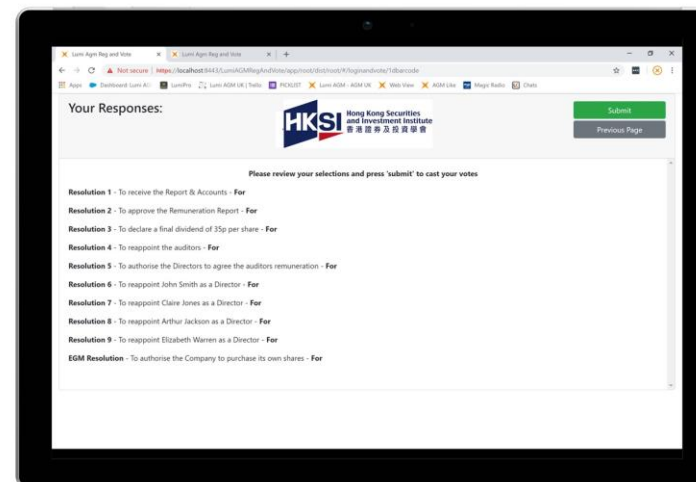 Lumi Agm Reg and Vote
Lumi Agm Reg and Vote
Not secure | https://localhost:8443/LumiAGMRegAndVote/app/root/dist/root/#/loginandvote/1dbarcode
Apps Dashboard: Lumi A LumiPro Lumi AGM UK | Trello PICKLIST Lumi AGM - AGM UK Web View AGM Lite Magic Radio Chets
Your Responses:
HKSI Hong Kong Securities
and Investment Institute
香港證券及投資學會
Submit
Previous Page
Please review your selections and press 'submit' to cast your votes
Resolution 1 - To receive the Report & Accounts - For
Resolution 2 - To approve the Remuneration Report - For
Resolution 3 - To declare a final dividend of 35p per share - For
Resolution 4 - To reappoint the auditors - For
Resolution 5 - To authorise the Directors to agree the auditors remuneration - For
Resolution 6 - To reappoint John Smith as a Director - For
Resolution 7 - To reappoint Claire Jones as a Director - For
Resolution 8 - To reappoint Arthur Jackson as a Director - For
Resolution 9 - To reappoint Elizabeth Warren as a Director - For
EGM Resolution - To authorise the Company to purchase its own shares - For